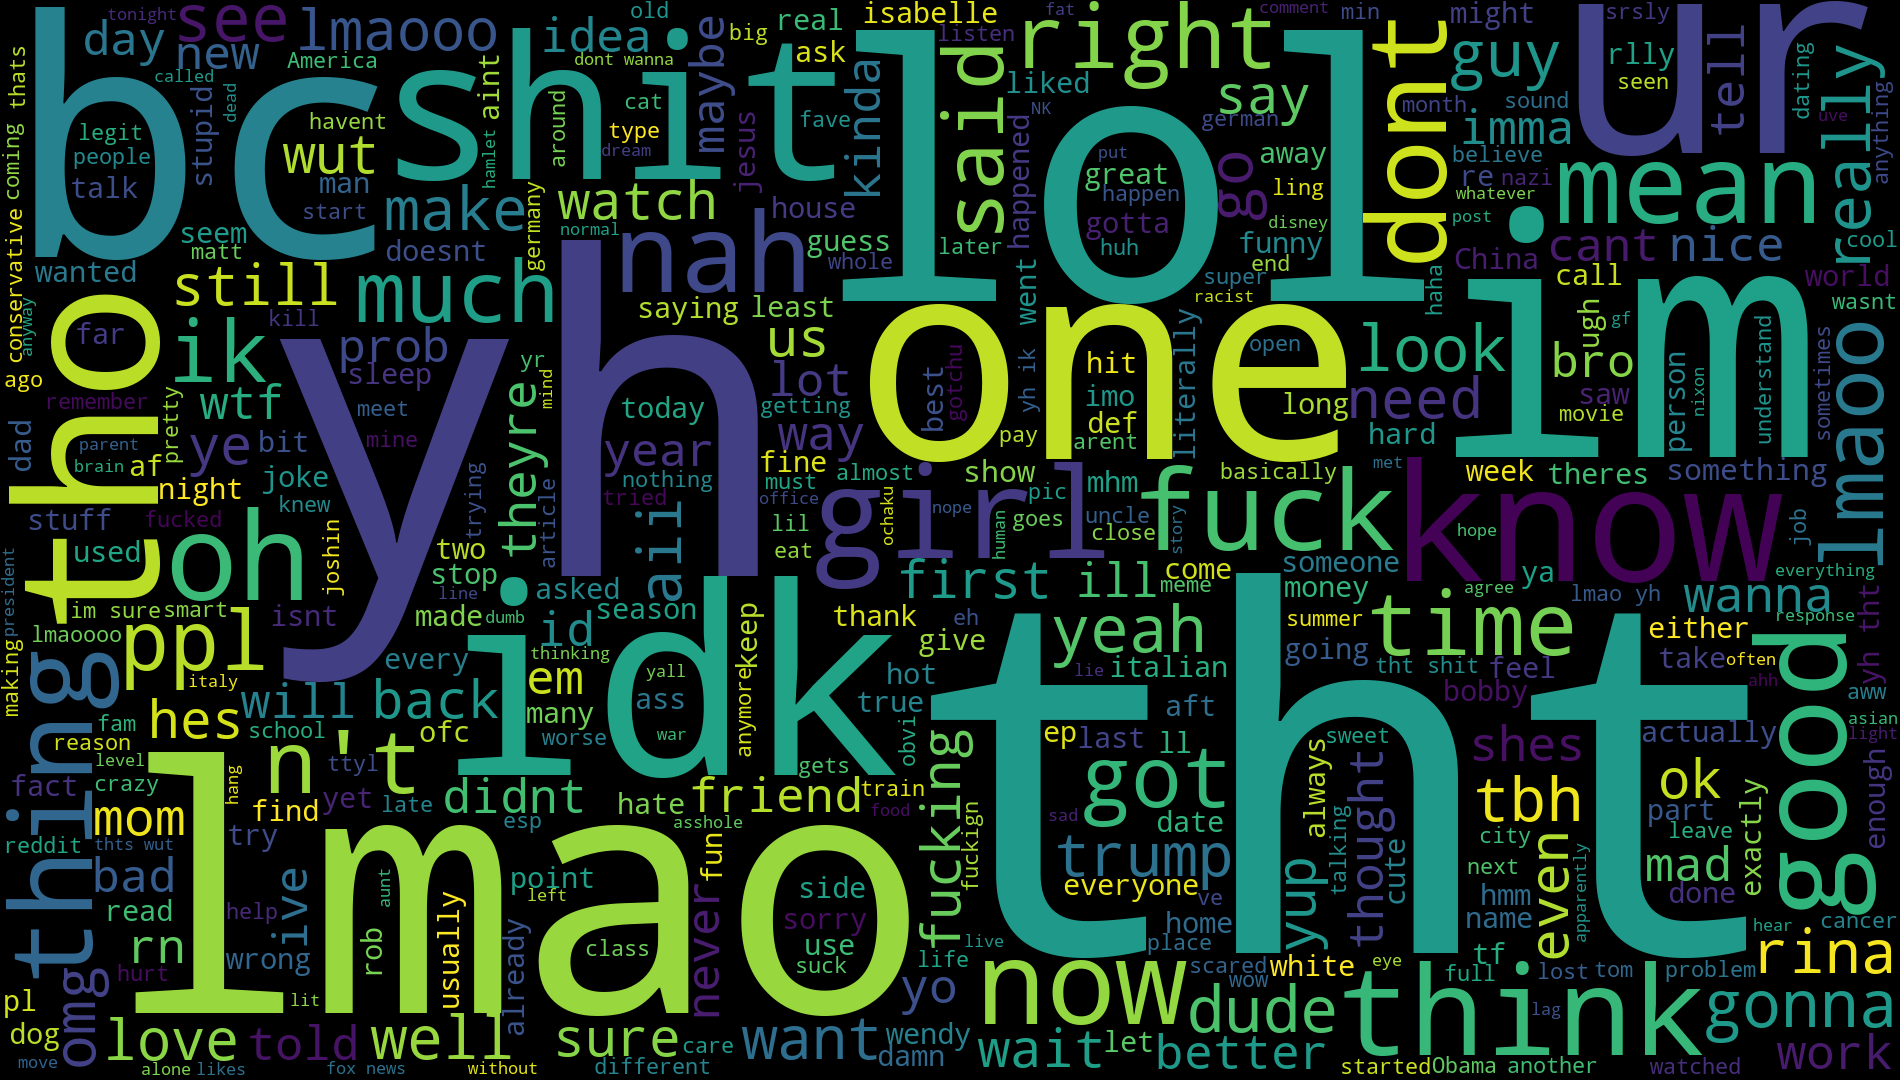 tonight
see
lmaooo
old
idea
real
isabelle
fat
right
comment
min
might
srsly
ur
day
new
bc
shit
big
ask
listen
lol
guy
rlly
tell
thats
called
America
dont wanna
aint
maybe
kinda
said
liked
say
dont
seen
dating
really
coming
legit
people
talk
stupid
dead
havent
wut
man
start
hamlet
around
cat
type
dream
jesus
fave
NK
german
month
sound
imma
uve
anything
put
great
happen
gotta
huh
go
away
ling
disney
believe
re
nazi
whatever
post
mean
make
watch
house
happened
conservative
seem
matt
wanted
doesnt
germany
normal
nah
guess
whole
later
funny
end
super
racist
im
cant
nice
cool
China
call
world
wasnt
haha
anyway
tho
far
still
kill
much
saying
least
went
one
ik
prob
sleep
yr
mind
us
lot
best
gotchu
yh ik
hit
imo
def
literally
open
look
ugh
gf
bro
person
nixon
understand
sometimes
lmaoo
ago
remember
wtf
meet
mine
yh
today
getting
pay
arent
long
need
saw
movie
hard
dad
parent
brain
af
pretty
ye
bit
year
way
fine
almost
show
basically
met
week
theres
something
night
joke
knew
trying
theyre
nothing
tried
article
must
office
ochaku
nope
pic
mhm
goes
uncle
close
girl
fuck
know
hope
job
stuff
fucked
used
oh
joshin
two
stop
aii
lil
eat
human
story
first
come
someone
ya
everything
president
im sure
smart
isnt
line
made
dumb
asked
id
season
keep
thank
eh
give
ill
meme
yeah
money
agree
time
lmao yh
wanna
response
lmaoooo
ppl
every
thinking
idk
yall
anymore
hot
true
lie
italian
summer
going
tht shit
feel
either
take
often
yh tht
making
thing
italy
will
back
em
many
ass
war
obvi
tht
aft
bobby
ahh
aww
asian
fam
reason
school
hes
n't
ofc
worse
gets
ep
last
ll
sweet
shes
actually
light
good
level
fact
crazy
hang
ttyl
yet
late
didnt
hate
friend
train
food
fucking
sad
got
date
always
thought
tbh
ok
part
enough
mom
find
reddit
thts wut
try
esp
asshole
fun
fuckign
trump
talking
cute
city
next
leave
mad
exactly
bad
aunt
point
left
side
everyone
ve
yup
hmm
even
apparently
done
read
help
ive
rob
usually
class
never
sorry
use
suck
home
name
cancer
rn
hurt
wrong
already
life
live
place
scared
wow
white
eye
tf
full
lost
tom
problem
hear
rina
pl
omg
lit
lmao
yo
now
dude
think
lag
gonna
dog
love
told
well
sure
care
want
wendy
damn
wait
let
better
move
alone
likes
fox news
without
different
started
Obama
another
watched
work